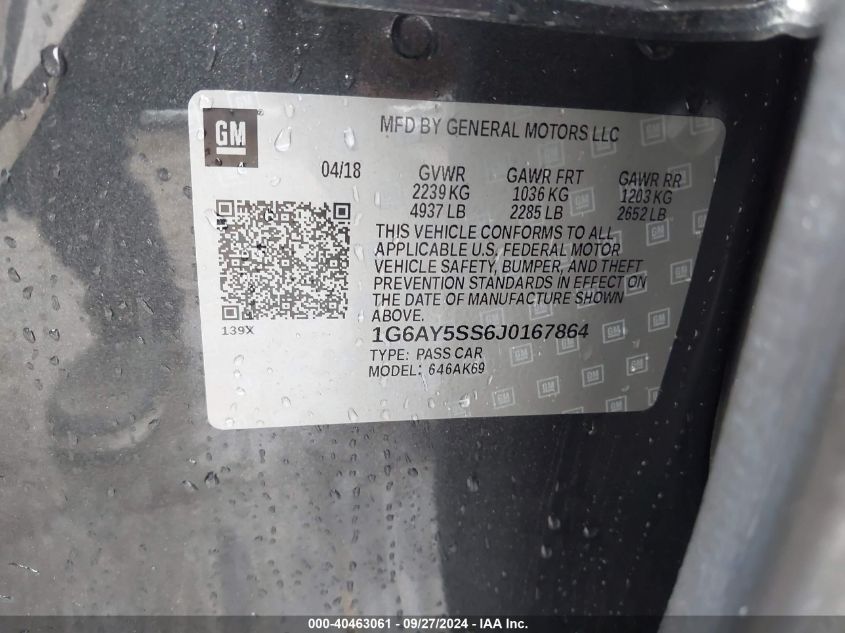 GM
MFD BY GENERAL MOTORS LLC
04/18 GVWR GAWR FRT GAWR RR
2239 KG 1036 KG 1203 KG
4937 LB 2285 LB 2652 LB
THIS VEHICLE CONFORMS TO ALL
APPLICABLE U.S. FEDERAL MOTOR
VEHICLE SAFETY, BUMPER, AND THEFT
PREVENTION STANDARDS IN EFFECT ON
THE DATE OF MANUFACTURE SHOWN
ABOVE.
139X
1G6AY5SS6J0167864
TYPE: PASS CAR
MODEL: 646AK69
000-40463061 - 09/27/2024 - IAA Inc.